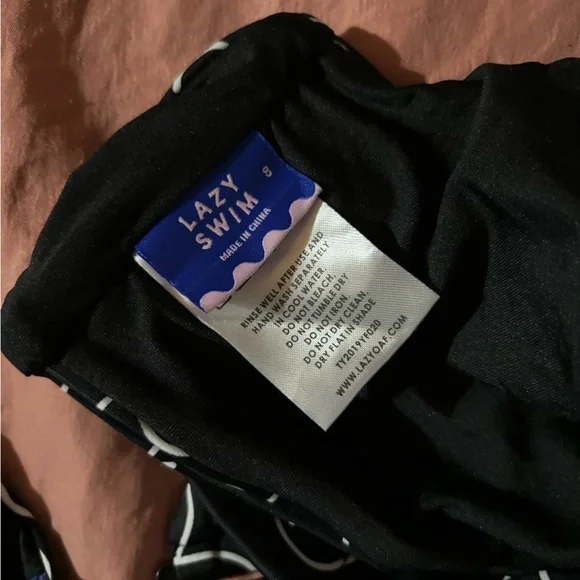 LAZY
SWIM
8
MADE IN CHINA
RINSE WELL AFTER USE AND
HAND WASH SEPARATELY
IN COOL WATER.
DO NOT BLEACH,
DO NOT TUMBLE DRY
DO NOT IRON
DO NOT DRY CLEAN,
DRY FLAT IN SHADE
TY2019YF020
WWW.LAZYOAF.COM